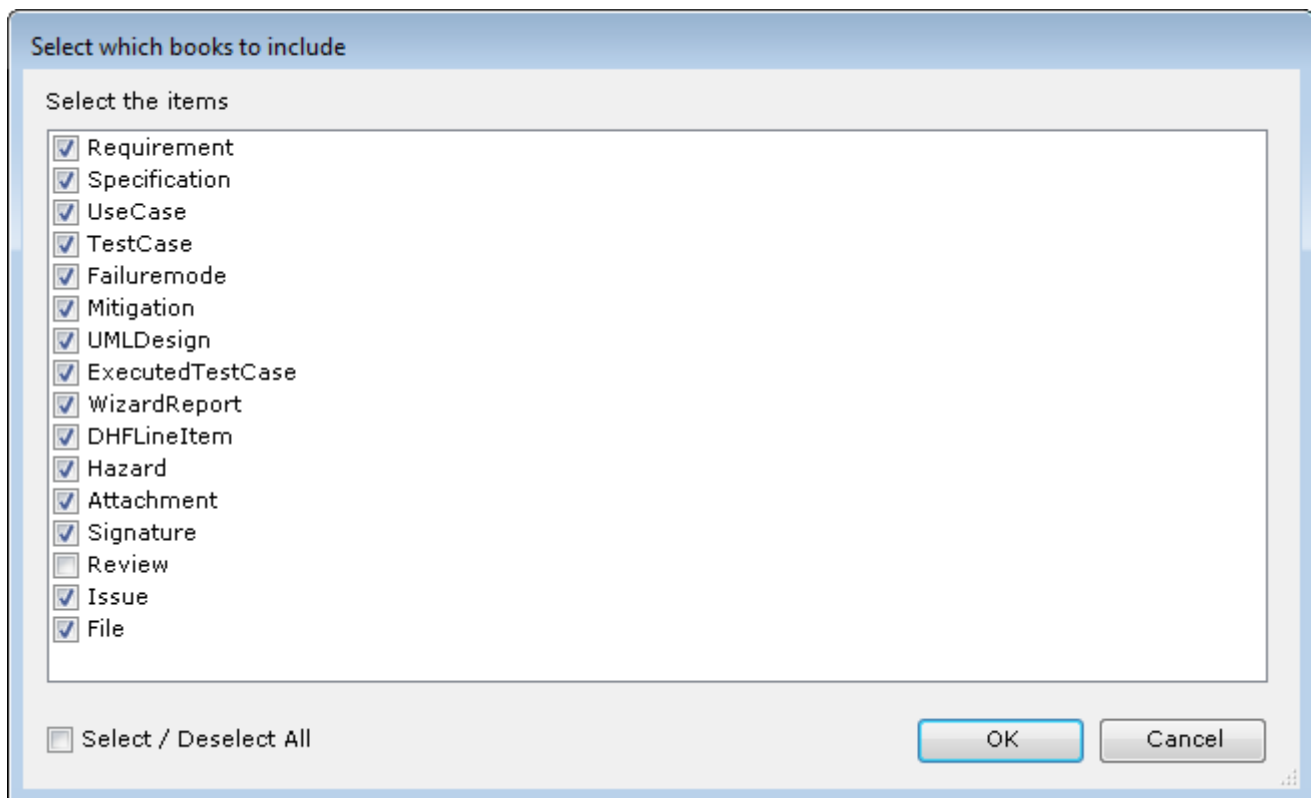 Select which books to include
Select the items
Requirement
Specification
UseCase
TestCase
Failuremode
Mitigation
UMLDesign
ExecutedTestCase
WizardReport
DHFLineItem
Hazard
Attachment
Signature
Review
Issue
File
Select / Deselect All
OK
Cancel